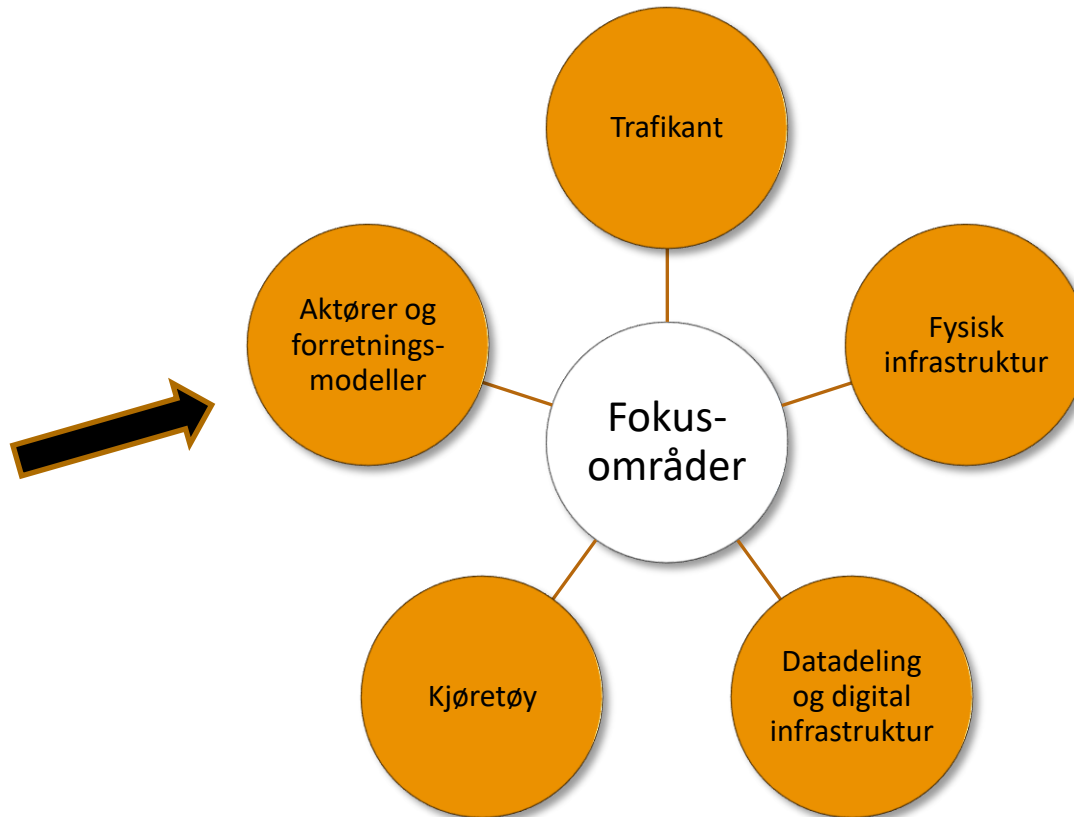 Trafikant
Aktører og
forretnings-
modeller
Fysisk
infrastruktur
Fokus-
områder
Kjøretøy
Datadeling
og digital
infrastruktur